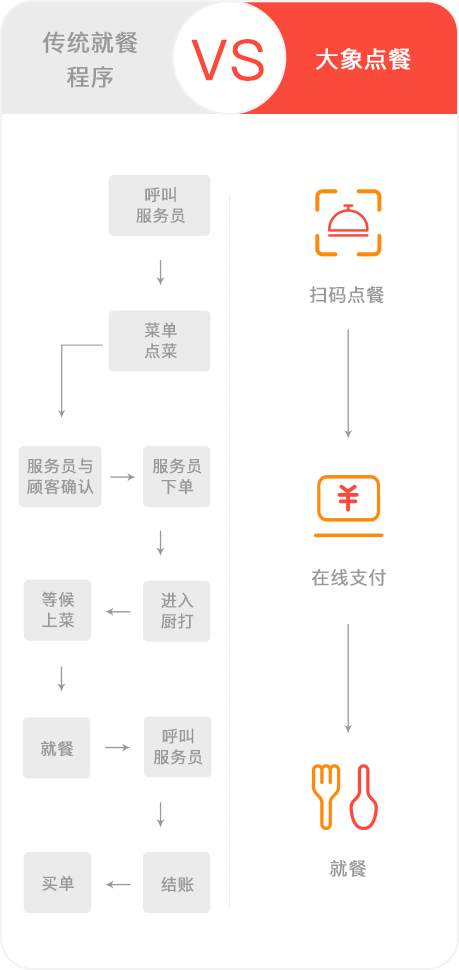 传统就餐
程序
VS
大象点餐
呼叫
服务员
菜单
点菜
服务员与
顾客确认
服务员
下单
进入
厨打
等候
上菜
就餐
呼叫
服务员
结账
买单
扫码点餐
¥
在线支付
就餐